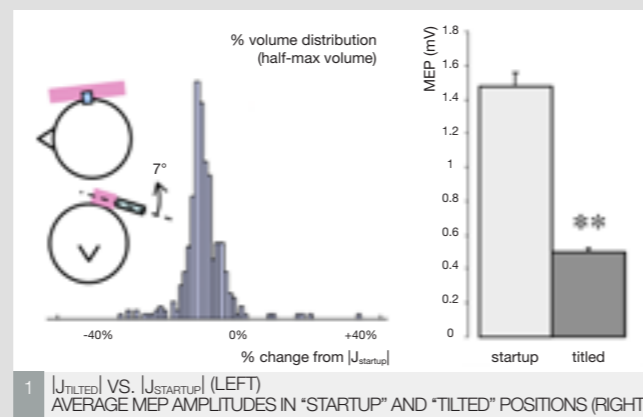 % volume distribution
(half-max volume)
7°
-40%
0%
+40%
% change from |Jstartup|
MEP (mV)
1.8
1.6
1.4
1.2
1
0.8
0.6
0.4
0.2
0
**
startup
titled
1
|JTILTED| VS. |JSTARTUP| (LEFT)
AVERAGE MEP AMPLITUDES IN "STARTUP" AND "TILTED" POSITIONS (RIGHT